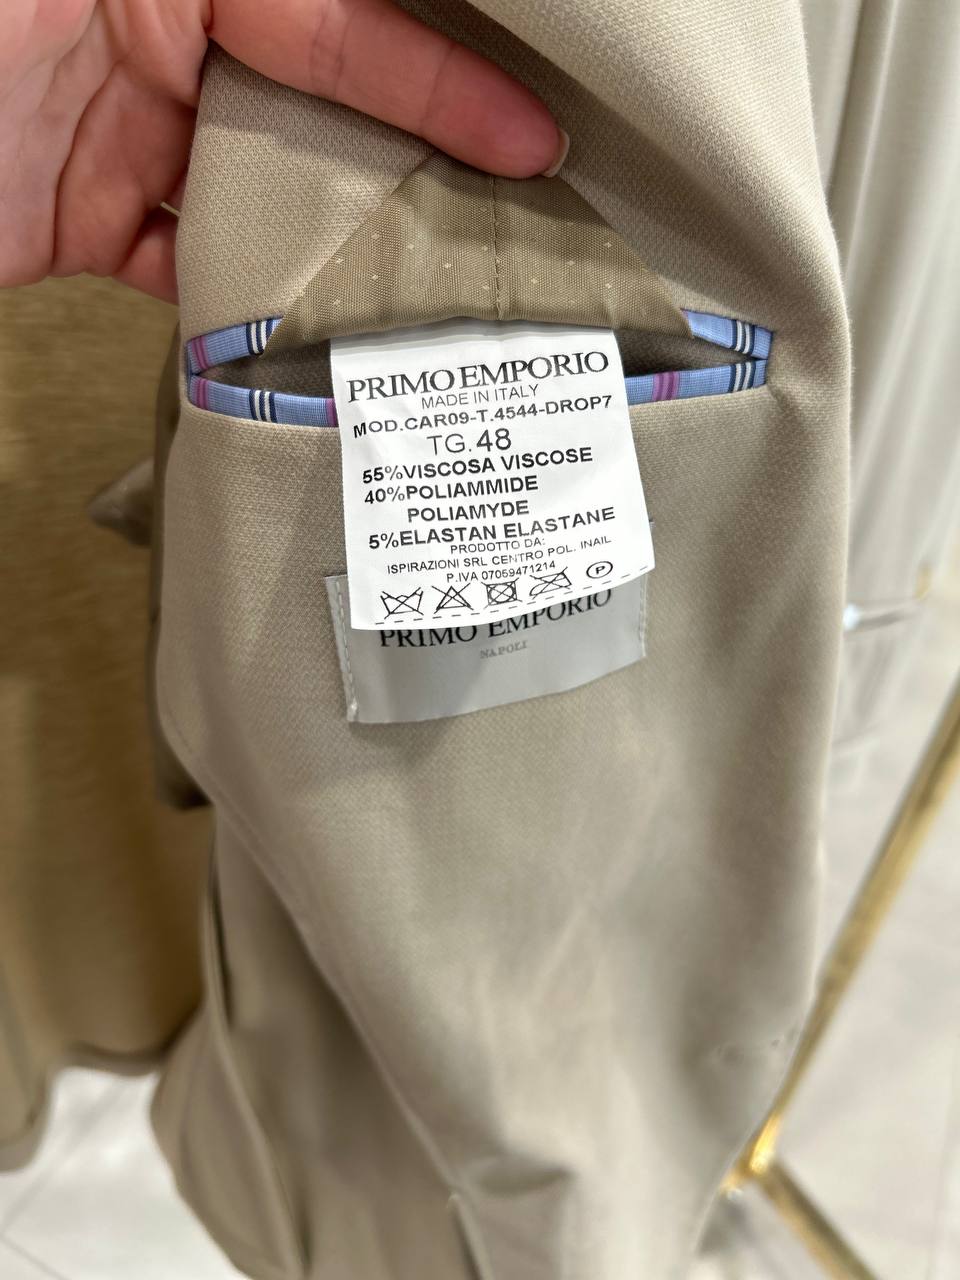 PRIMO EMPORIO
MADE IN ITALY
MOD.CAR09-T.4544-DROP7
TG.48
55%VISCOSA VISCOSE
40%POLIAMMIDE
POLIAMYDE
5%ELASTAN ELASTANE
PRODOTTO DA:
ISPIRAZIONI SRL CENTRO POL. INAIL
P.IVA 07059471214
P
PRIMO EMPORIO
NAPOLI